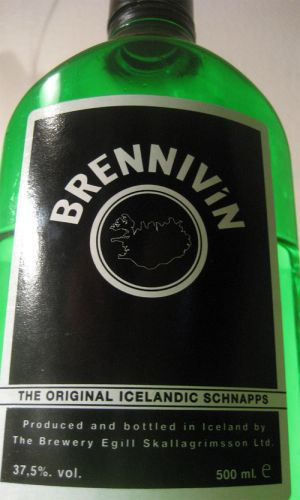 BRENNIVíN
THE ORIGINAL ICELANDIC SCHNAPPS
Produced and bottled in Iceland by
The Brewery Egill Skallagrimsson Ltd.
37,5%. vol. 500 ml. e